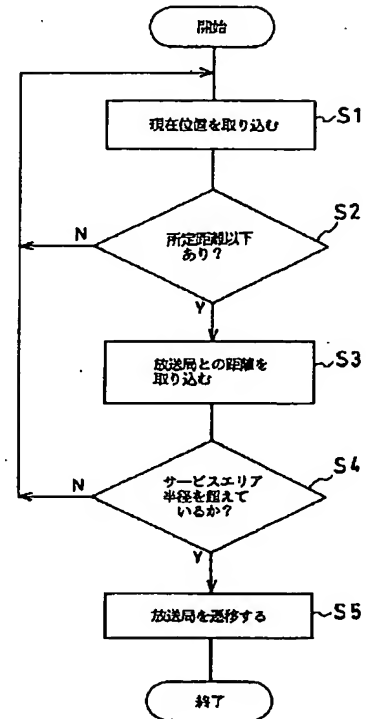 開始
現在位置を取り込む
S1
所定距離以下
あり?
S2
N
Y
放送局との距離を
取り込む
S3
サービスエリア
半径を超えて
いるか?
S4
N
Y
放送局を遷移する
S5
終了